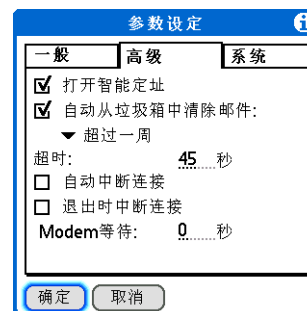 参数设定
一般 高级 系统
打开智能定址
自动从垃圾箱中清除邮件:
超过一周
超时: 45 秒
自动中断连接
退出时中断连接
Modem等待: 0 秒
确定 取消